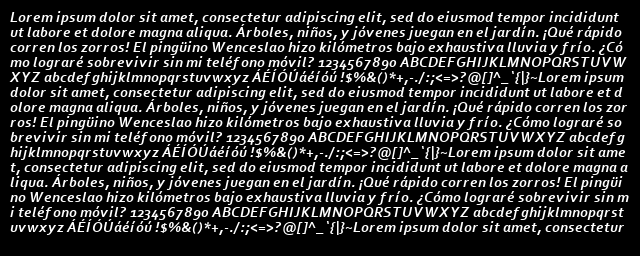 Lorem ipsum dolor sit amet, consectetur adipiscing elit, sed do eiusmod tempor incididunt
ut labore et dolore magna aliqua. Árboles, niños, y jóvenes juegan en el jardín. ¡Qué rápido
corren los zorros! El pingüino Wenceslao hizo kilómetros bajo exhaustiva lluvia y frío. ¿Có
mo lograré sobrevivir sin mi teléfono móvil? 1234567890 ABCDEFGHIJKLMNOPQRSTUVW
XYZ abcdefghijklmnopqrstuvwxyz ÁÉÍÓÚáéíóú !$%&()*+,-./:;<=>?@[]^_`{|}~Lorem ipsum
dolor sit amet, consectetur adipiscing elit, sed do eiusmod tempor incididunt ut labore et d
olore magna aliqua. Árboles, niños, y jóvenes juegan en el jardín. ¡Qué rápido corren los zor
ros! El pingüino Wenceslao hizo kilómetros bajo exhaustiva lluvia y frío. ¿Cómo lograré so
brevivir sin mi teléfono móvil? 1234567890 ABCDEFGHIJKLMNOPQRSTUVWXYZ abcdefg
hijklmnopqrstuvwxyz ÁÉÍÓÚáéíóú !$%&()*+,-./:;<=>?@[]^_`{|}~Lorem ipsum dolor sit ame
t, consectetur adipiscing elit, sed do eiusmod tempor incididunt ut labore et dolore magna a
liqua. Árboles, niños, y jóvenes juegan en el jardín. ¡Qué rápido corren los zorros! El pingüi
no Wenceslao hizo kilómetros bajo exhaustiva lluvia y frío. ¿Cómo lograré sobrevivir sin m
i teléfono móvil? 1234567890 ABCDEFGHIJKLMNOPQRSTUVWXYZ abcdefghijklmnopqrstu
vwxyz ÁÉÍÓÚáéíóú !$%&()*+,-./:;<=>?@[]^_`{|}~Lorem ipsum dolor sit amet, consectetur